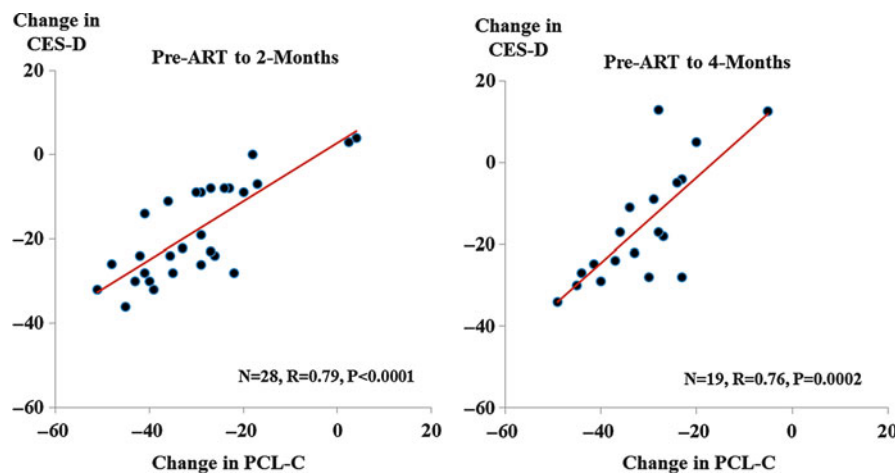 Change in
CES-D
Pre-ART to 2-Months
20
0
−20
−40
−60
−60
−40
−20
0
20
N=28, R=0.79, P<0.0001
Change in PCL-C
Change in
CES-D
Pre-ART to 4-Months
20
0
−20
−40
−60
−60
−40
−20
0
20
N=19, R=0.76, P=0.0002
Change in PCL-C